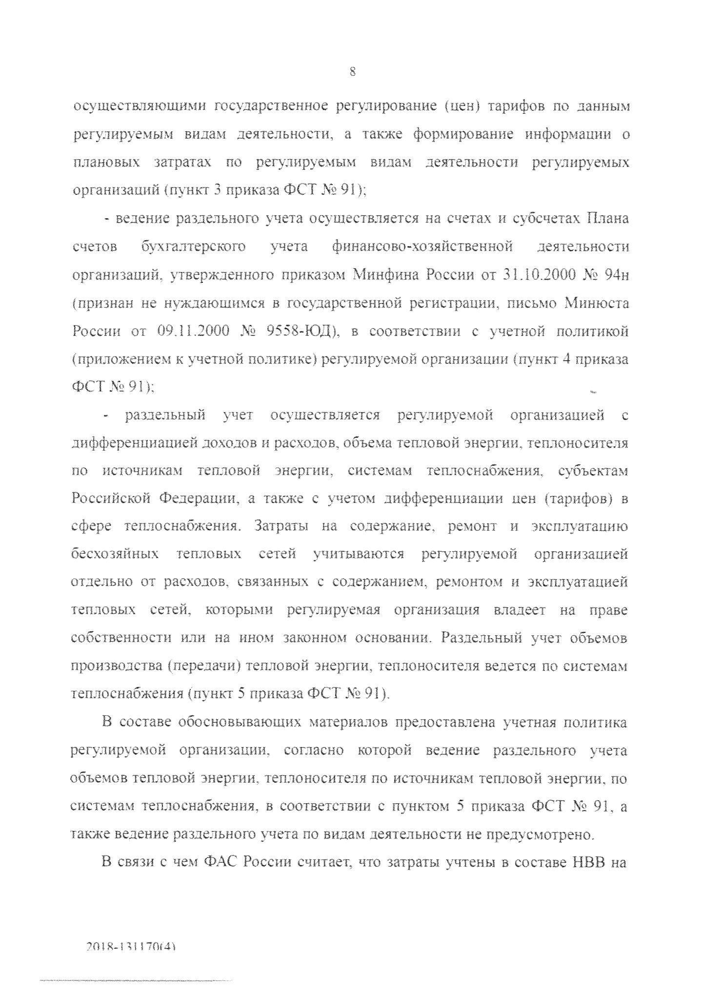 8
осуществляющими государственное регулирование (цен) тарифов по данным
регулируемым видам деятельности, а также формирование информации о
плановых затратах по регулируемым видам деятельности регулируемых
организаций (пункт 3 приказа ФСТ № 91);
- ведение раздельного учета осуществляется на счетах и субсчетах Плана
счетов бухгалтерского учета финансово-хозяйственной деятельности
организаций, утвержденного приказом Минфина России от 31.10.2000 № 94н
(признан не нуждающимся в государственной регистрации, письмо Минюста
России от 09.11.2000 № 9558-ЮД), в соответствии с учетной политикой
(приложением к учетной политике) регулируемой организации (пункт 4 приказа
ФСТ № 91);
- раздельный учет осуществляется регулируемой организацией с
дифференциацией доходов и расходов, объема тепловой энергии, теплоносителя
по источникам тепловой энергии, системам теплоснабжения, субъектам
Российской Федерации, а также с учетом дифференциации цен (тарифов) в
сфере теплоснабжения. Затраты на содержание, ремонт и эксплуатацию
бесхозяйных тепловых сетей учитываются регулируемой организацией
отдельно от расходов, связанных с содержанием, ремонтом и эксплуатацией
тепловых сетей, которыми регулируемая организация владеет на праве
собственности или на ином законном основании. Раздельный учет объемов
производства (передачи) тепловой энергии, теплоносителя ведется по системам
теплоснабжения (пункт 5 приказа ФСТ № 91).
В составе обосновывающих материалов предоставлена учетная политика
регулируемой организации, согласно которой ведение раздельного учета
объемов тепловой энергии, теплоносителя по источникам тепловой энергии, по
системам теплоснабжения, в соответствии с пунктом 5 приказа ФСТ № 91, а
также ведение раздельного учета по видам деятельности не предусмотрено.
В связи с чем ФАС России считает, что затраты учтены в составе НВВ на
2018-131170(4)